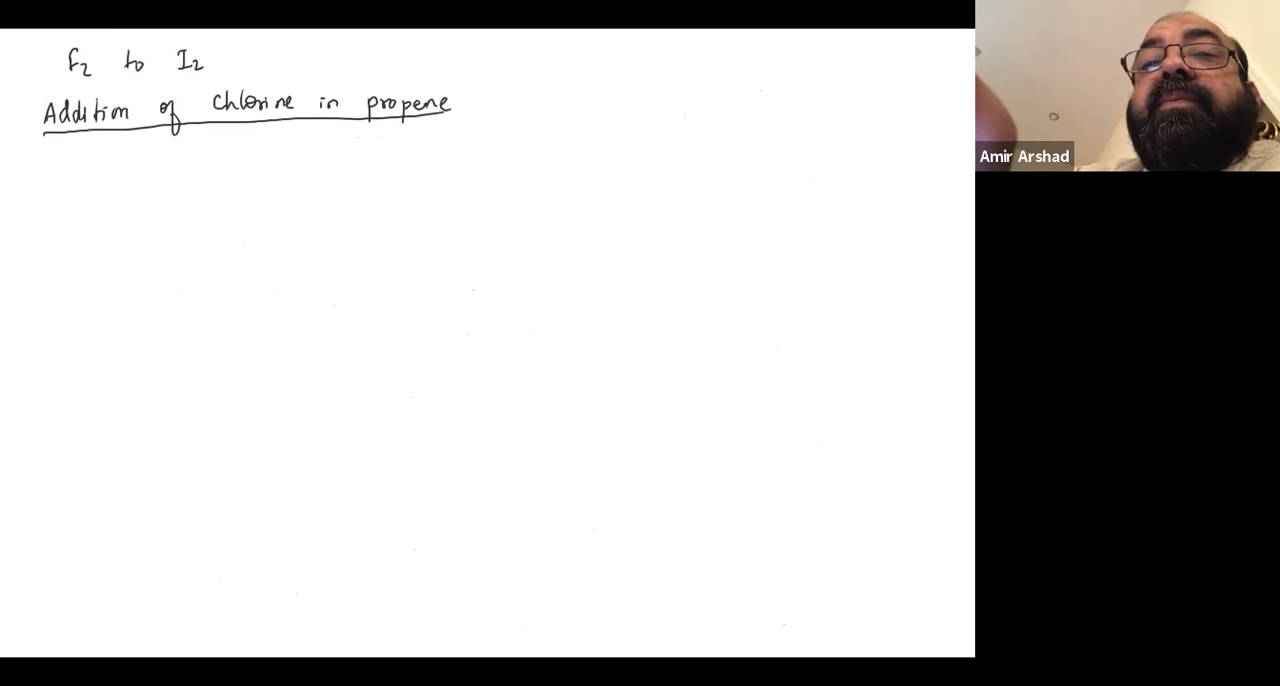 F₂ to I₂
Addition of chlorine in propene
Amir Arshad